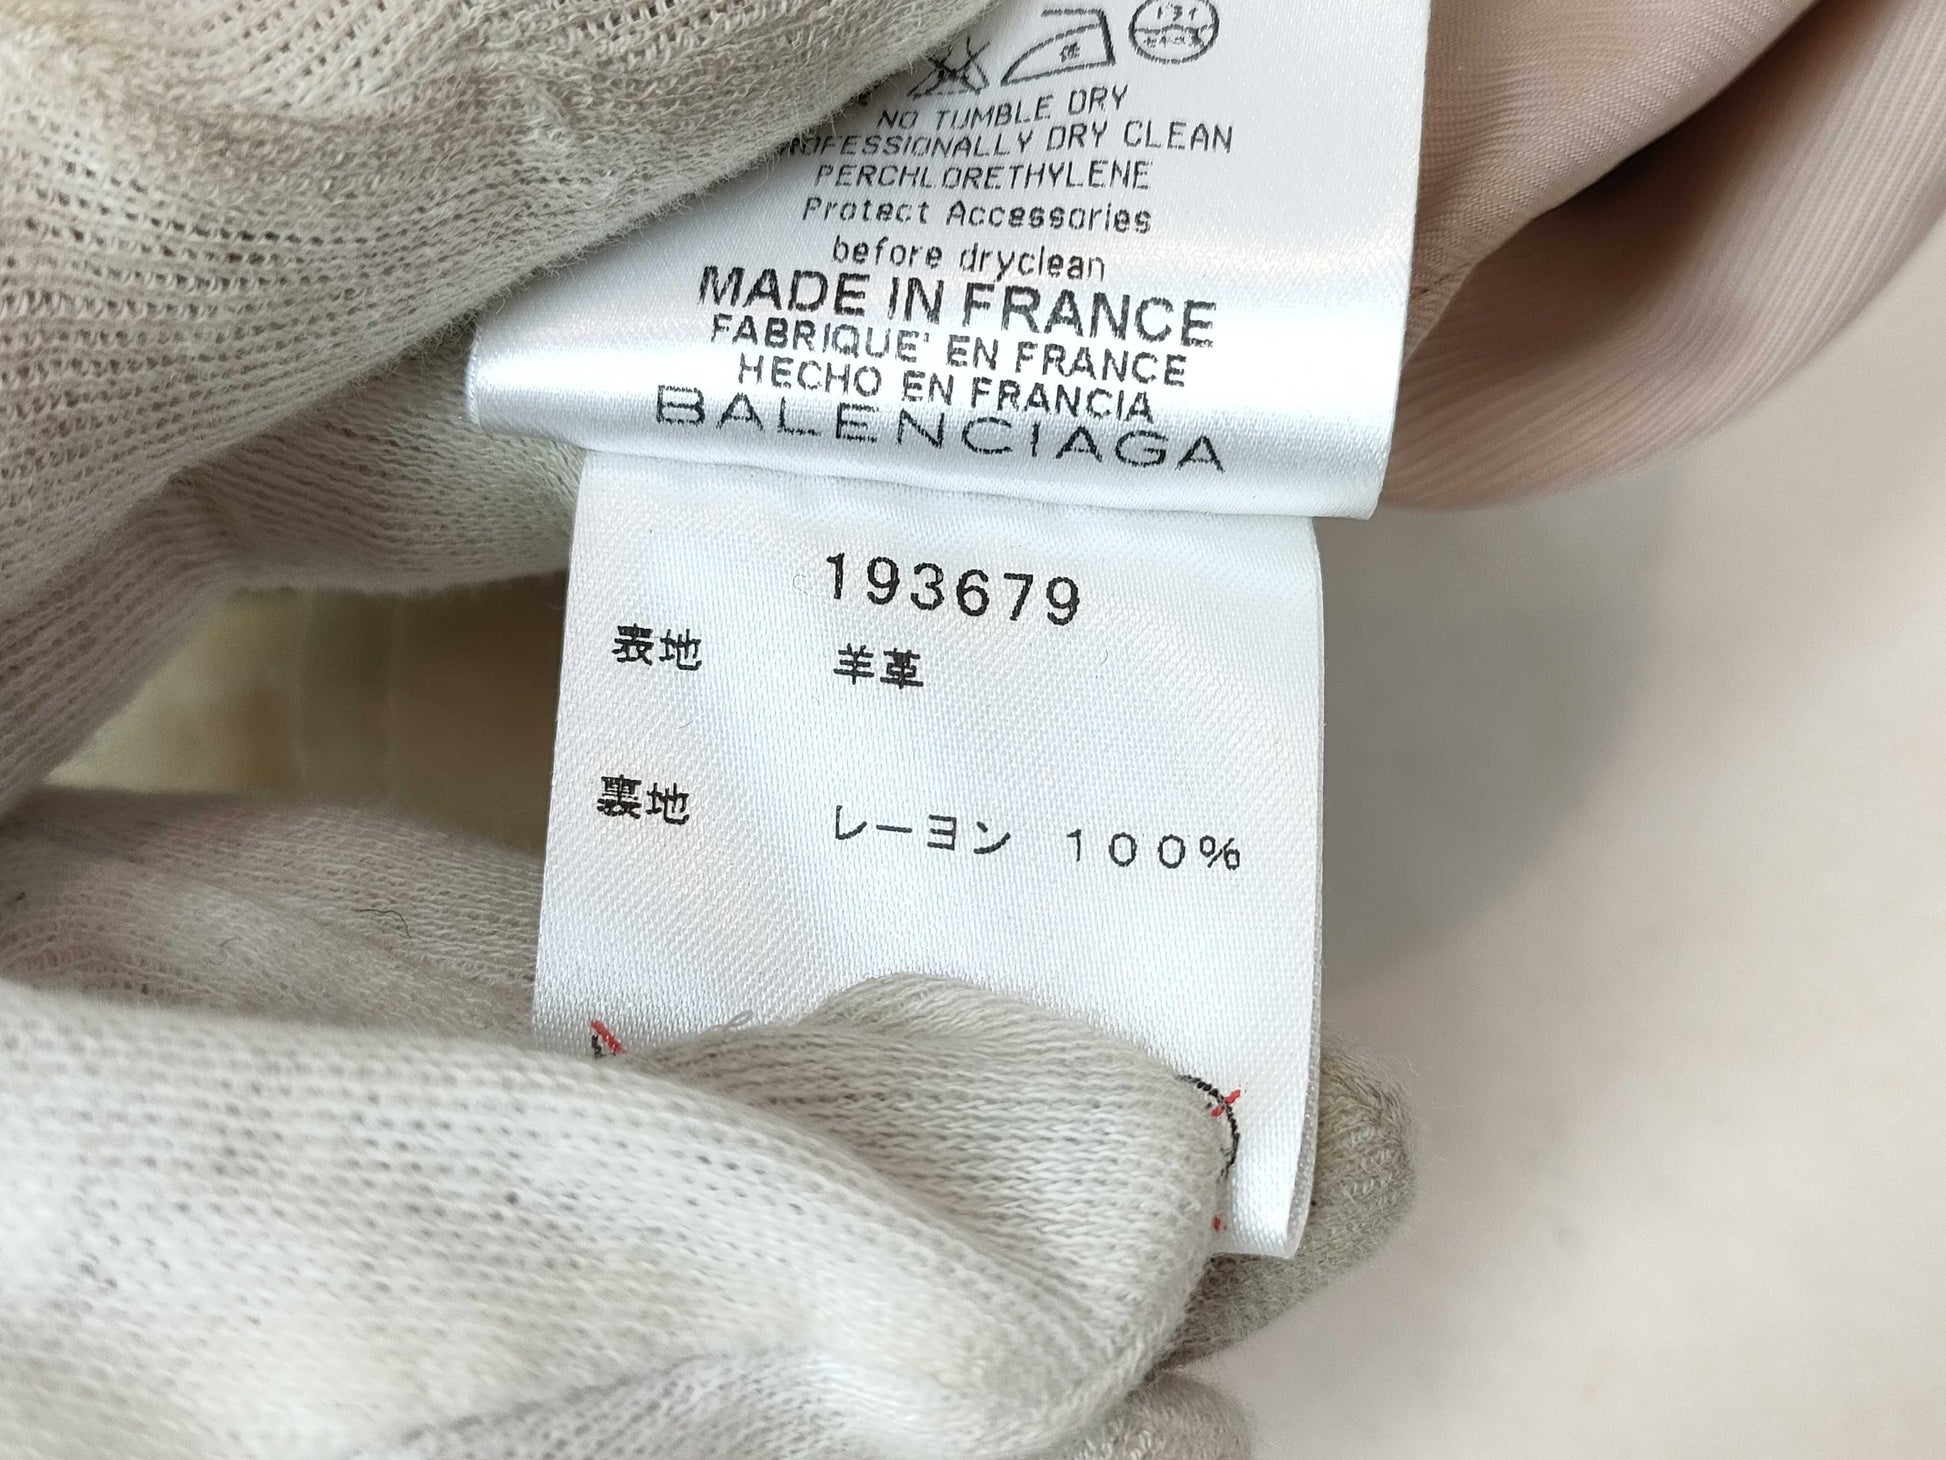 低
NO TUMBLE DRY
PROFESSIONALLY DRY CLEAN
PERCHLORETHYLENE
Protect Accessories
before dryclean
MADE IN FRANCE
FABRIQUE' EN FRANCE
HECHO EN FRANCIA
BALENCIAGA
193679
表地 羊革
裏地 レーヨン 100%